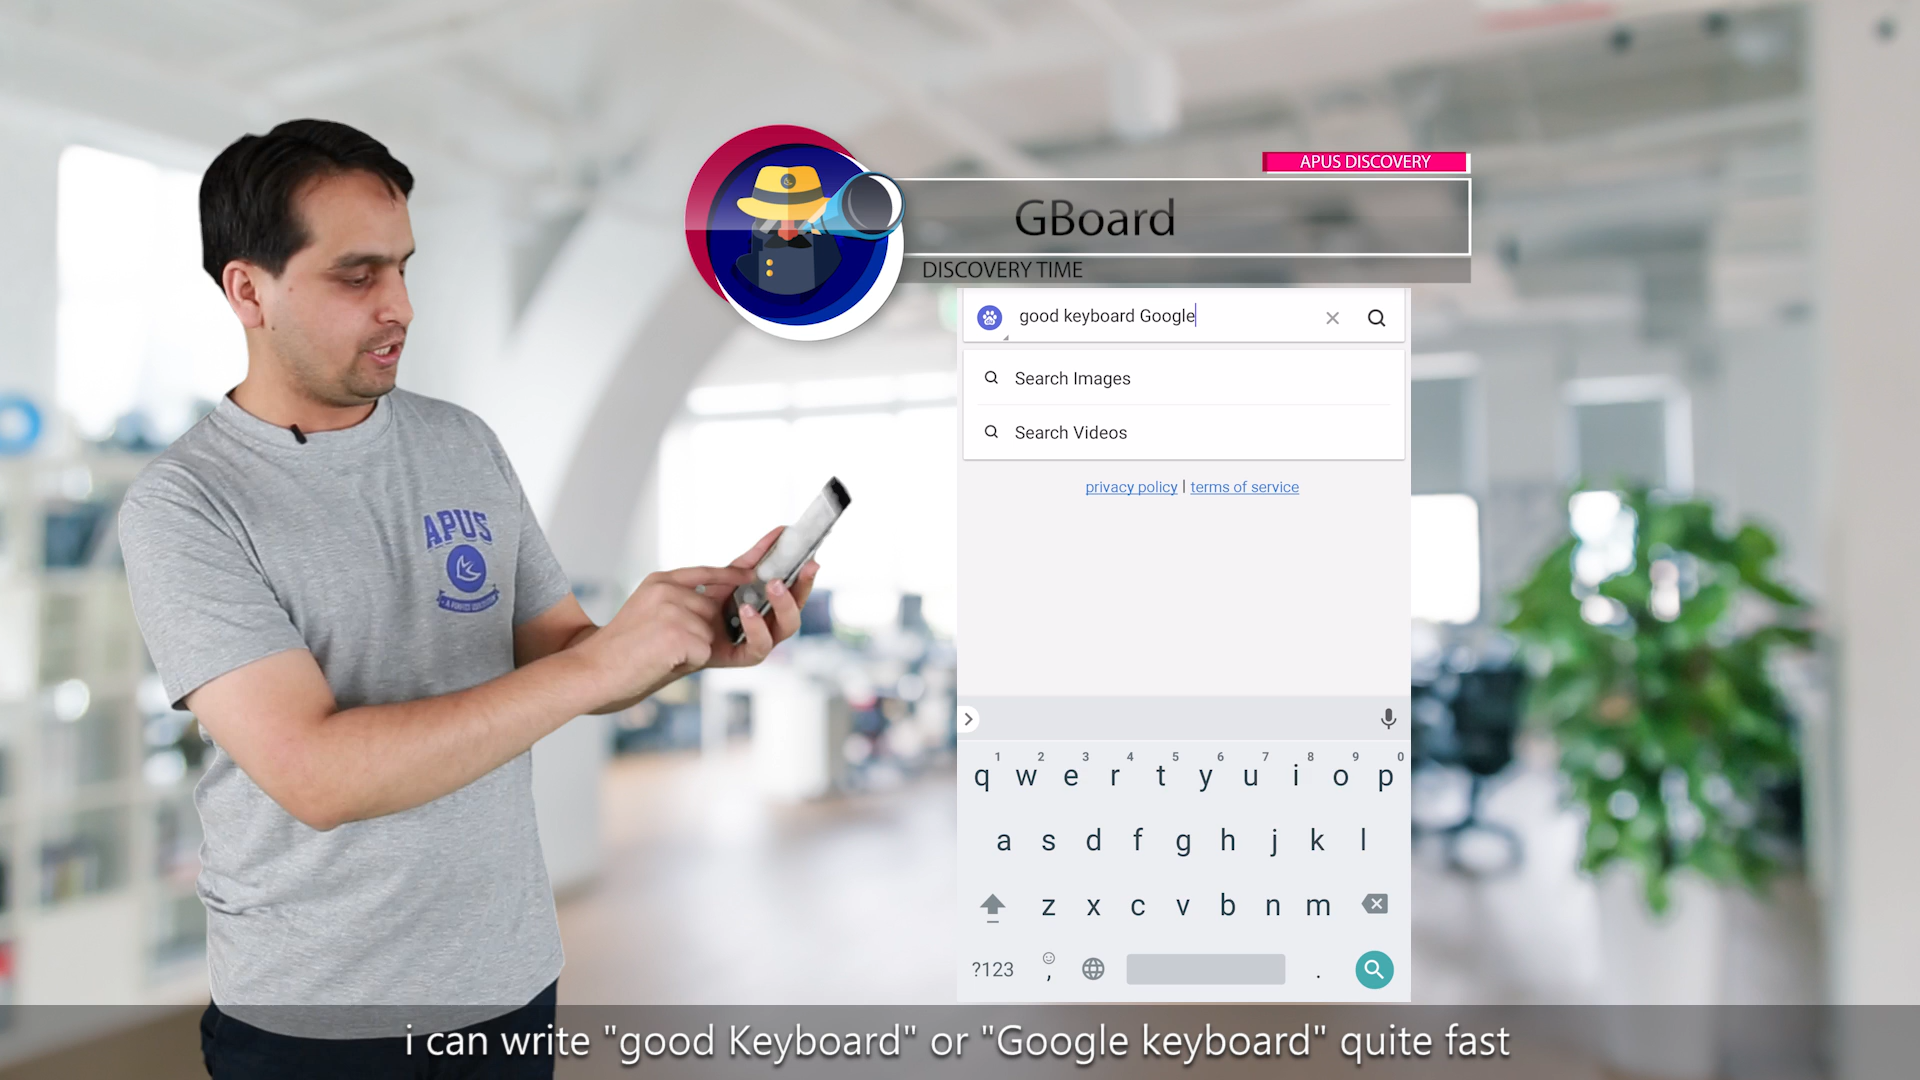 APUS DISCOVERY
GBoard
DISCOVERY TIME
good keyboard Google
Search Images
Search Videos
privacy policy | terms of service
1 2 3 4 5 6 7 8 9 0
q w e r t y u i o p
a s d f g h j k l
z x c v b n m
?123 , .
APUS
i can write "good Keyboard" or "Google keyboard" quite fast